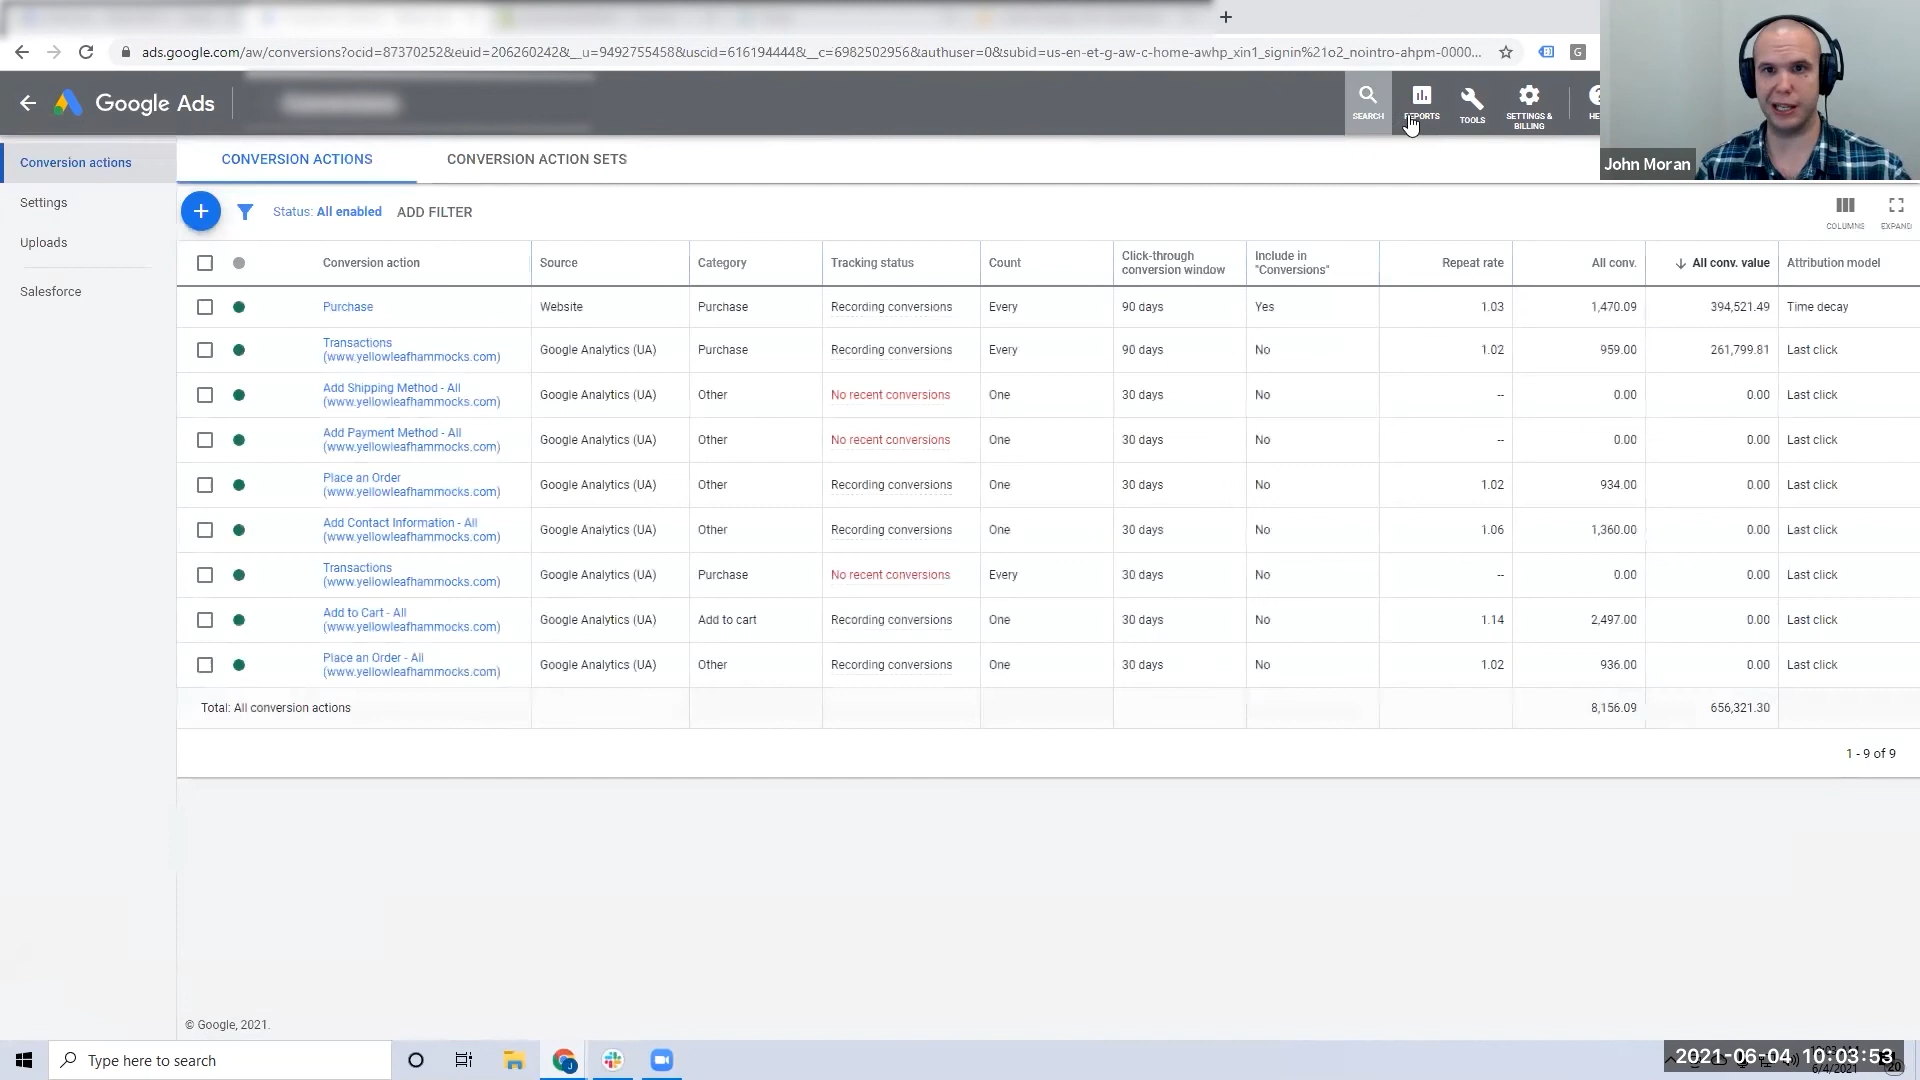 ads.google.com/aw/conversions?ocid=87370252&euid=206260242&__u=9492755458&uscid=616194444&__c=6982502956&authuser=0&subid=us-en-et-g-aw-c-home-awhp_xin1_signin%21o2_nointro-ahpm-0000...
Google Ads
SEARCH
REPORTS
TOOLS
SETTINGS & BILLING
John Moran
Conversion actions
Settings
Uploads
Salesforce
CONVERSION ACTIONS CONVERSION ACTION SETS
Status: All enabled ADD FILTER
COLUMNS EXPAND
Conversion action Source Category Tracking status Count Click-through conversion window Include in "Conversions" Repeat rate All conv. All conv. value Attribution model
Purchase Website Purchase Recording conversions Every 90 days Yes 1.03 1,470.09 394,521.49 Time decay
Transactions
(www.yellowleafhammocks.com) Google Analytics (UA) Purchase Recording conversions Every 90 days No 1.02 959.00 261,799.81 Last click
Add Shipping Method - All
(www.yellowleafhammocks.com) Google Analytics (UA) Other No recent conversions One 30 days No -- 0.00 0.00 Last click
Add Payment Method - All
(www.yellowleafhammocks.com) Google Analytics (UA) Other No recent conversions One 30 days No -- 0.00 0.00 Last click
Place an Order
(www.yellowleafhammocks.com) Google Analytics (UA) Other Recording conversions One 30 days No 1.02 934.00 0.00 Last click
Add Contact Information - All
(www.yellowleafhammocks.com) Google Analytics (UA) Other Recording conversions One 30 days No 1.06 1,360.00 0.00 Last click
Transactions
(www.yellowleafhammocks.com) Google Analytics (UA) Purchase No recent conversions Every 30 days No -- 0.00 0.00 Last click
Add to Cart - All
(www.yellowleafhammocks.com) Google Analytics (UA) Add to cart Recording conversions One 30 days No 1.14 2,497.00 0.00 Last click
Place an Order - All
(www.yellowleafhammocks.com) Google Analytics (UA) Other Recording conversions One 30 days No 1.02 936.00 0.00 Last click
Total: All conversion actions 8,156.09 656,321.30
1 - 9 of 9
© Google, 2021.
Type here to search
2021-06-04 10:03:53
6/4/2021
20